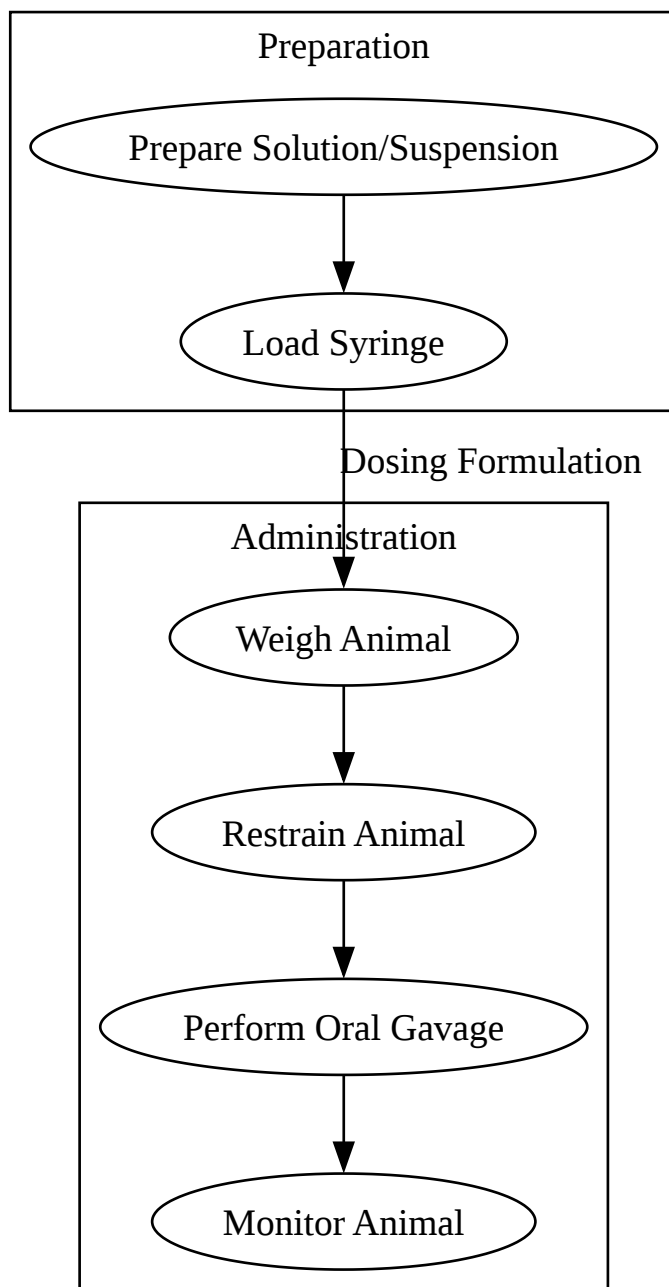 Preparation
Prepare Solution/Suspension
Load Syringe
Dosing Formulation
Administration
Weigh Animal
Restrain Animal
Perform Oral Gavage
Monitor Animal